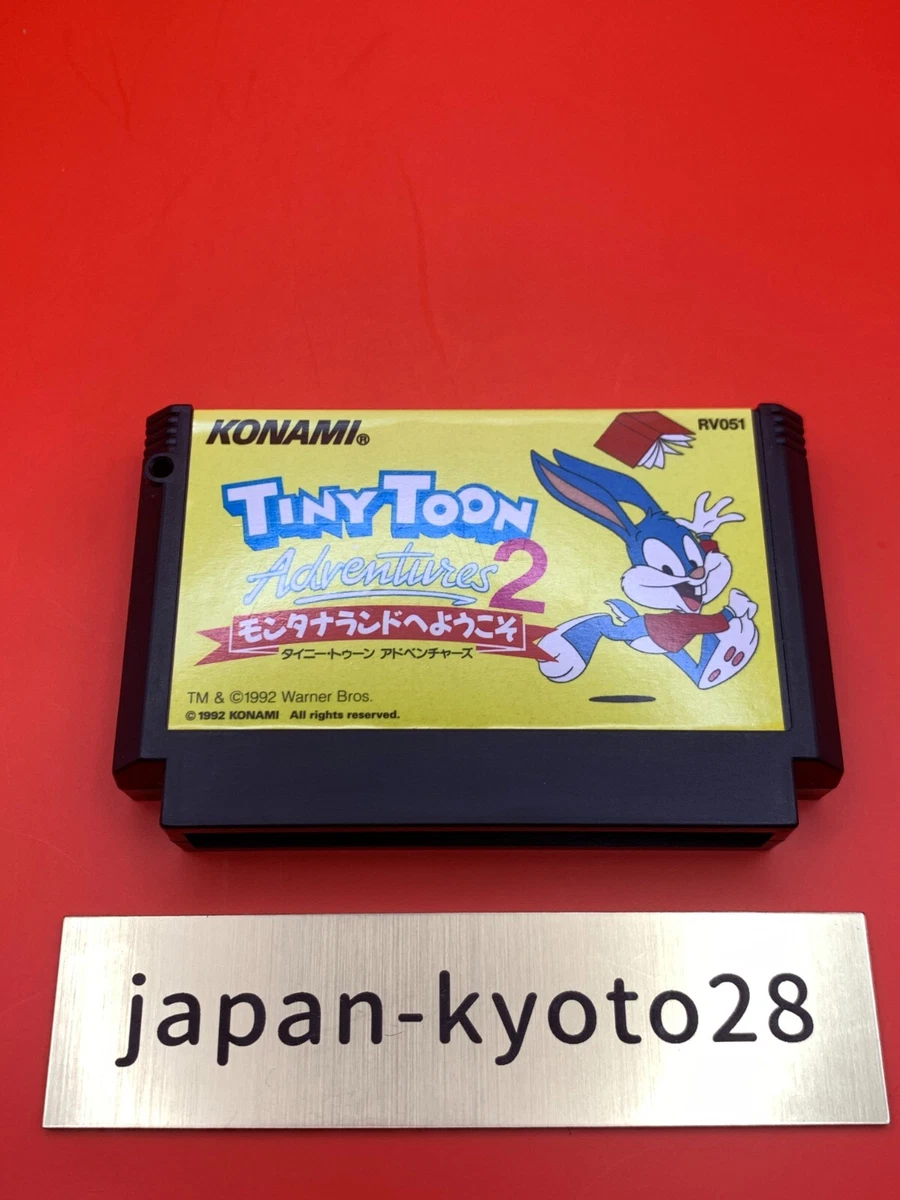 KONAMI®
RV051
TINY TOON
Adventures 2
モンタナランドへようこそ
タイニー・トゥーン アドベンチャーズ
TM & ©1992 Warner Bros.
©1992 KONAMI All rights reserved.
japan-kyoto28